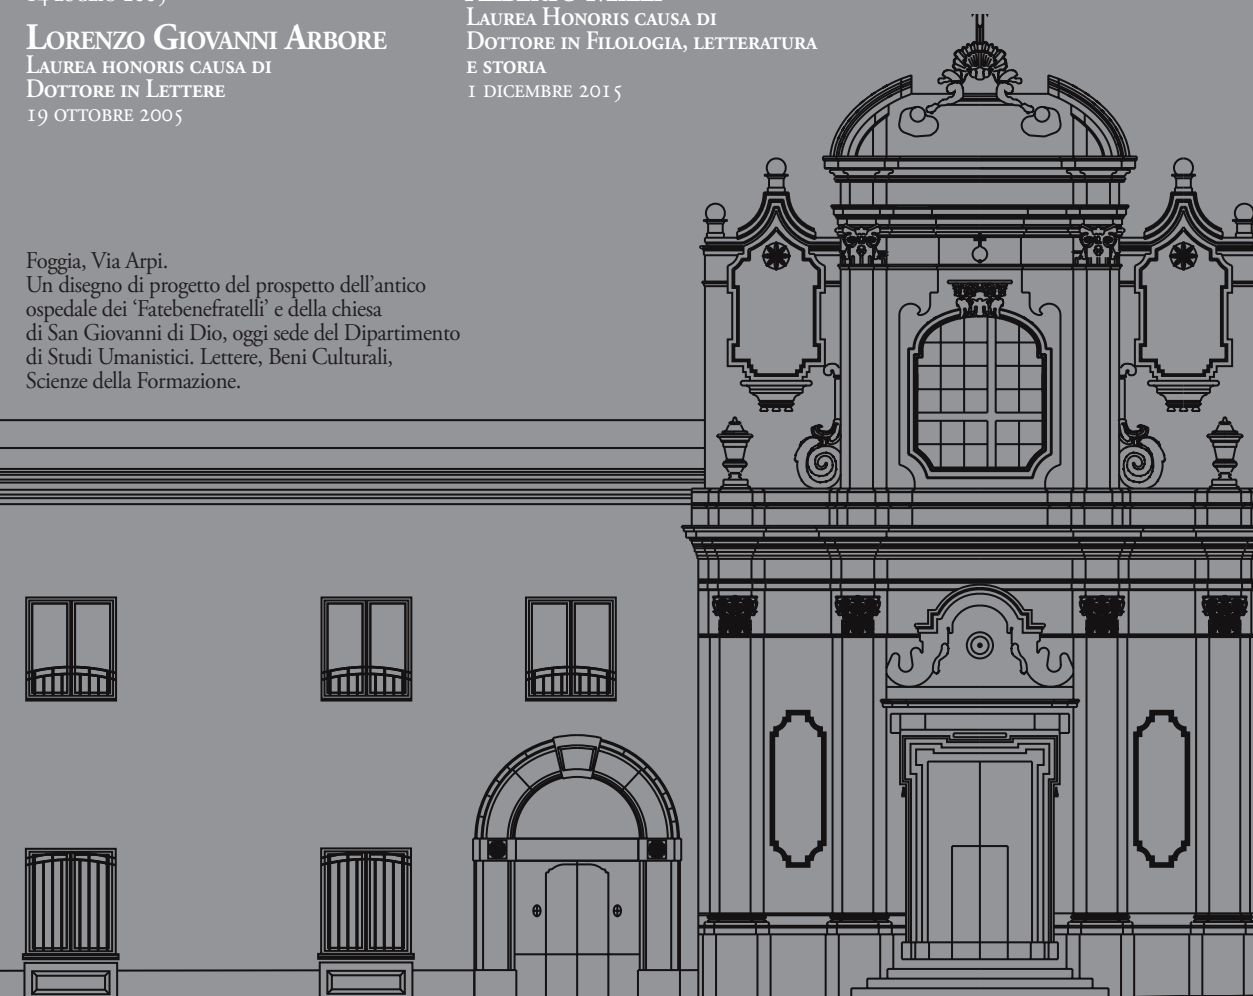 LORENZO GIOVANNI ARBORE
LAUREA HONORIS CAUSA DI
DOTTORE IN LETTERE
19 OTTOBRE 2005
LAUREA HONORIS CAUSA DI
DOTTORE IN FILOLOGIA, LETTERATURA
E STORIA
1 DICEMBRE 2015
Foggia, Via Arpi.
Un disegno di progetto del prospetto dell’antico
ospedale dei ‘Fatebenefratelli’ e della chiesa
di San Giovanni di Dio, oggi sede del Dipartimento
di Studi Umanistici. Lettere, Beni Culturali,
Scienze della Formazione.